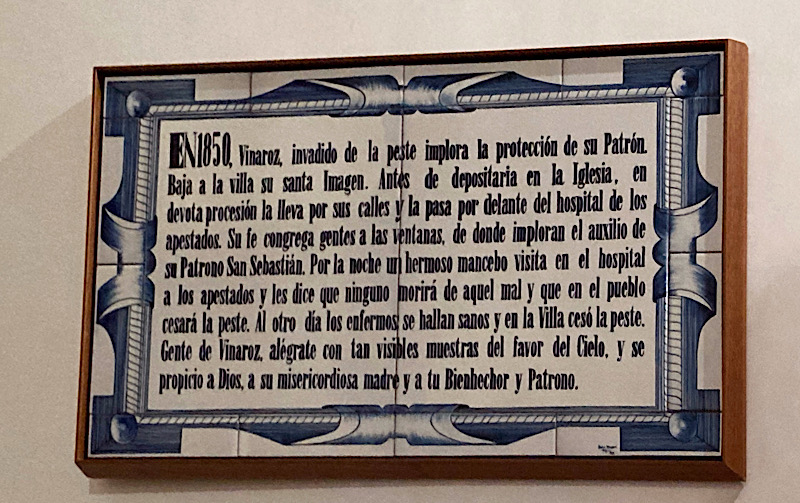 EN 1850, Vinaroz, invadido de la peste implora la protección de su Patrón.
Baja a la villa su santa Imagen. Antes de depositaria en la Iglesia, en
devota procesión la lleva por sus calles y la pasa por delante del hospital de los
apestados. Su fe congrega gentes a las ventanas, de donde imploran el auxilio de
su Patrono San Sebastián. Por la noche un hermoso mancebo visita en el hospital
a los apestados y les dice que ninguno morirá de aquel mal y que en el pueblo
cesará la peste. Al otro día los enfermos se hallan sanos y en la Villa cesó la peste.
Gente de Vinaroz, alégrate con tan visibles muestras del favor del Cielo, y se
propicio a Dios, a su misericordiosa madre y a tu Bienhechor y Patrono.